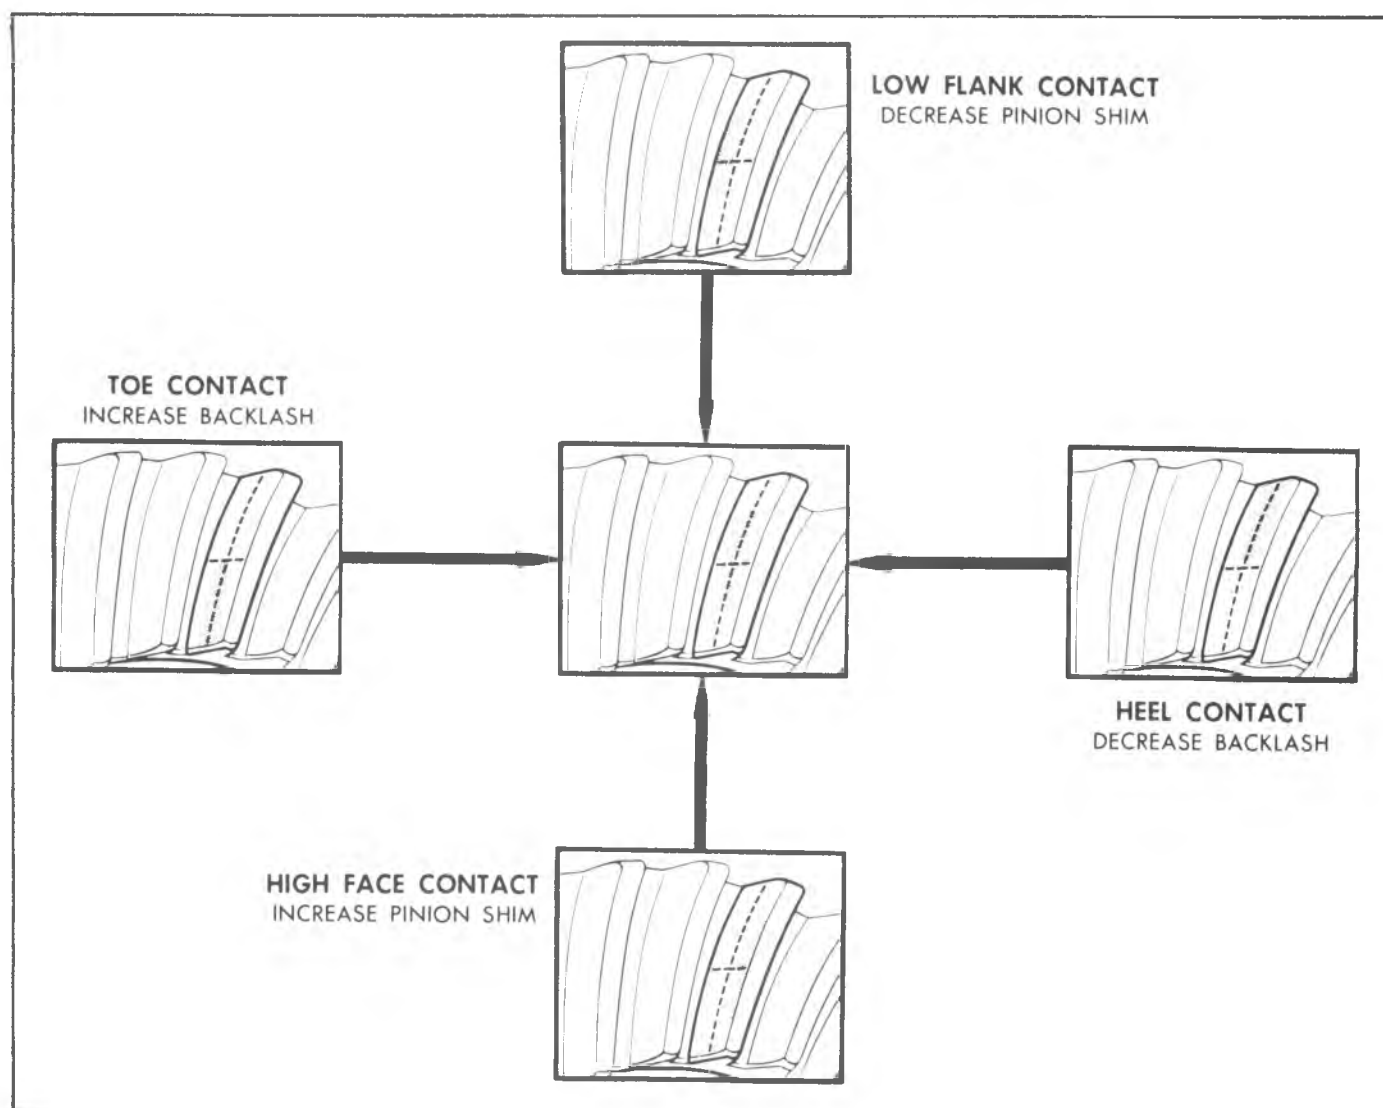 LOW FLANK CONTACT
DECREASE PINION SHIM
TOE CONTACT
INCREASE BACKLASH
HEEL CONTACT
DECREASE BACKLASH
HIGH FACE CONTACT
INCREASE PINION SHIM